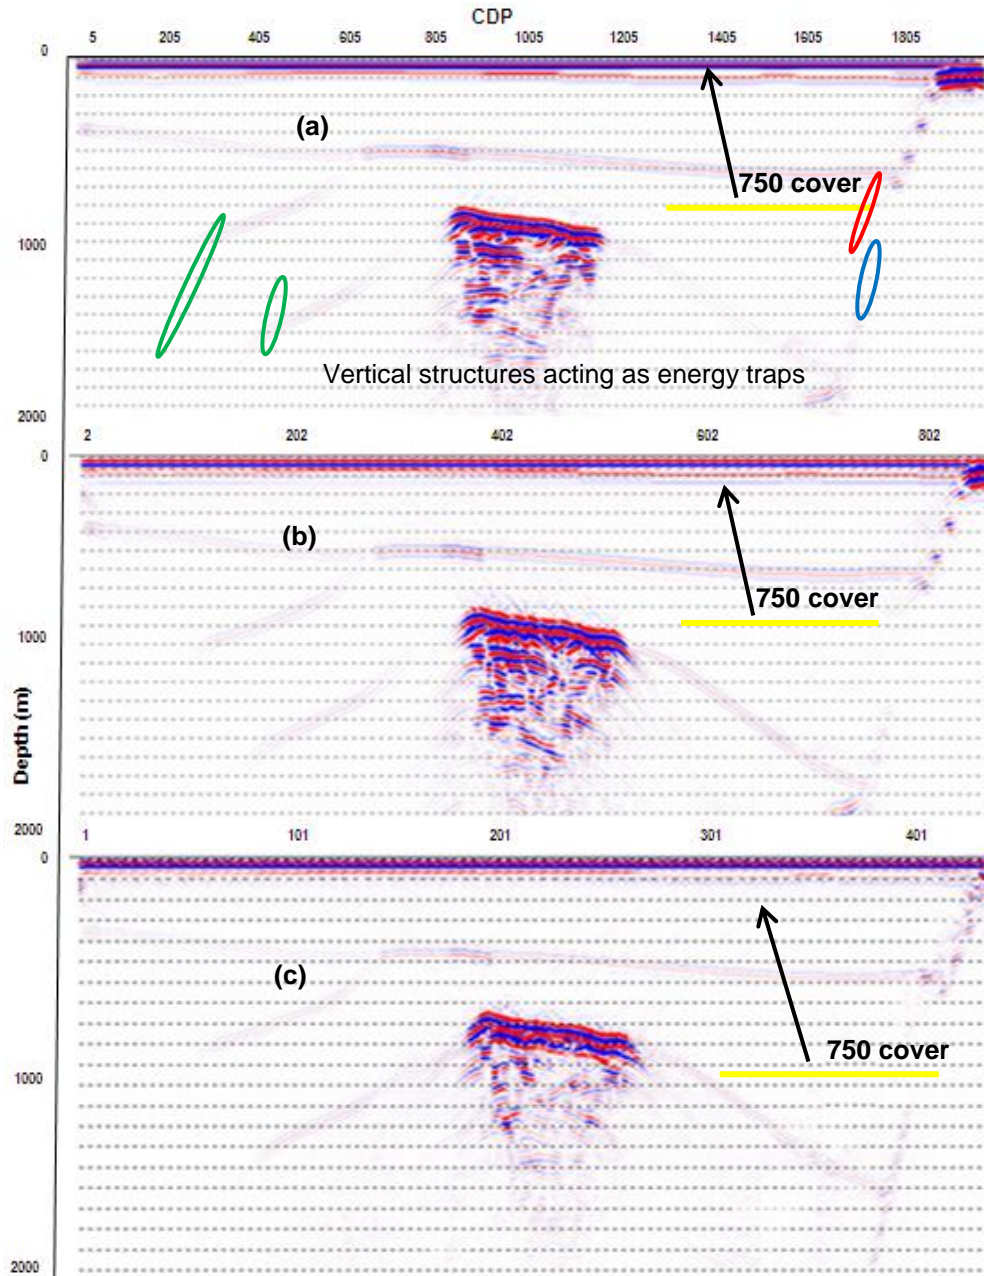 CDP
5 205 405 605 805 1005 1205 1405 1605 1805
0
(a)
750 cover
1000
Vertical structures acting as energy traps
2000
2 202 402 602 802
0
(b)
750 cover
1000
Depth (m)
2000
1 101 201 301 401
0
(c)
750 cover
1000
2000